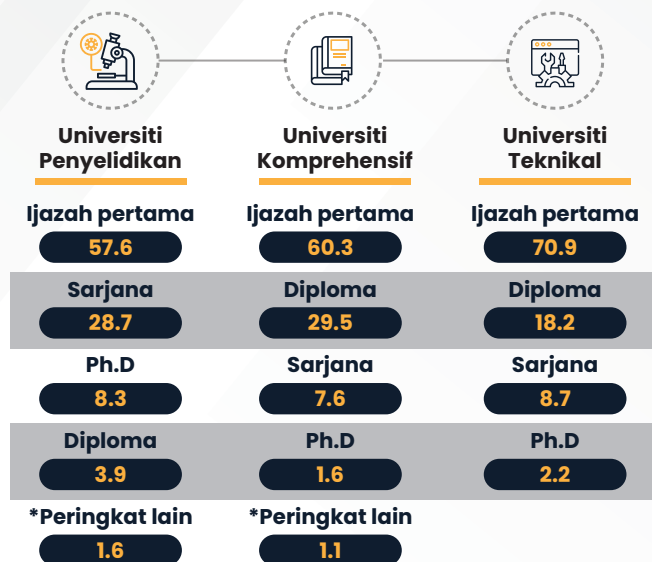 Universiti
Penyelidikan
Universiti
Komprehensif
Universiti
Teknikal
Ijazah pertama
57.6
Ijazah pertama
60.3
Ijazah pertama
70.9
Sarjana
28.7
Diploma
29.5
Diploma
18.2
Ph.D
8.3
Sarjana
7.6
Sarjana
8.7
Diploma
3.9
Ph.D
1.6
Ph.D
2.2
*Peringkat lain
1.6
*Peringkat lain
1.1